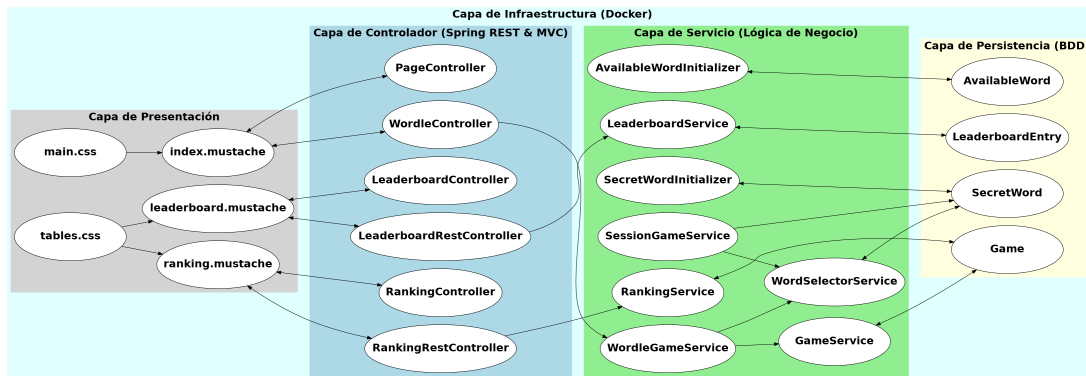 Capa de Infraestructura (Docker)
Capa de Presentación
main.css
tables.css
index.mustache
leaderboard.mustache
ranking.mustache
Capa de Controlador (Spring REST & MVC)
PageController
WordleController
LeaderboardController
LeaderboardRestController
RankingController
RankingRestController
Capa de Servicio (Lógica de Negocio)
AvailableWordInitializer
LeaderboardService
SecretWordInitializer
SessionGameService
RankingService
WordleGameService
WordSelectorService
GameService
Capa de Persistencia (BDD
AvailableWord
LeaderboardEntry
SecretWord
Game